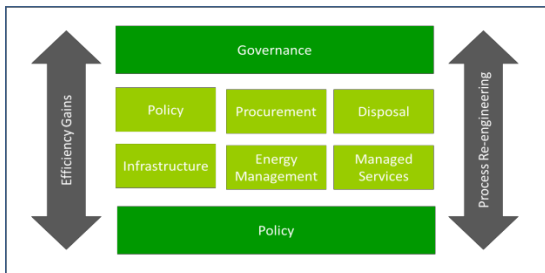 Governance
Efficiency Gains
Policy
Procurement
Disposal
Process Re-engineering
Infrastructure
Energy
Management
Managed
Services
Policy